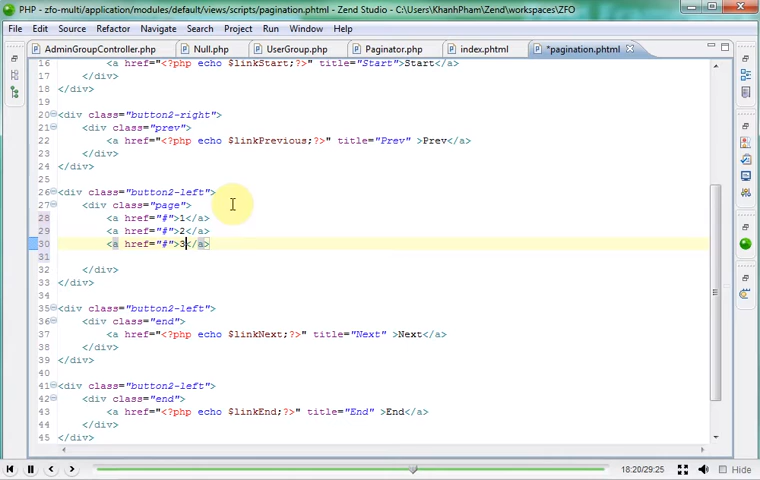 PHP - zfo-multi/application/modules/default/views/scripts/pagination.phtml - Zend Studio - C:\Users\KhanhPham\Zend\workspaces\ZFO
File Edit Source Refactor Navigate Search Project Run Window Help
AdminGroupController.php Null.php UserGroup.php Paginator.php index.phtml *pagination.phtml
16 <a href="<?php echo $linkStart;?>" title="Start">Start</a>
17 </div>
18 </div>
19
20 <div class="button2-right">
21 <div class="prev">
22 <a href="<?php echo $linkPrevious;?>" title="Prev" >Prev</a>
23 </div>
24 </div>
25
26 <div class="button2-left">
27 <div class="page">
28 <a href="#">1</a>
29 <a href="#">2</a>
30 <a href="#">3</a>
31
32 </div>
33 </div>
34
35 <div class="button2-left">
36 <div class="end">
37 <a href="<?php echo $linkNext;?>" title="Next" >Next</a>
38 </div>
39 </div>
40
41 <div class="button2-left">
42 <div class="end">
43 <a href="<?php echo $linkEnd;?>" title="End" >End</a>
44 </div>
45 </div>
18:20/29:25 Hide